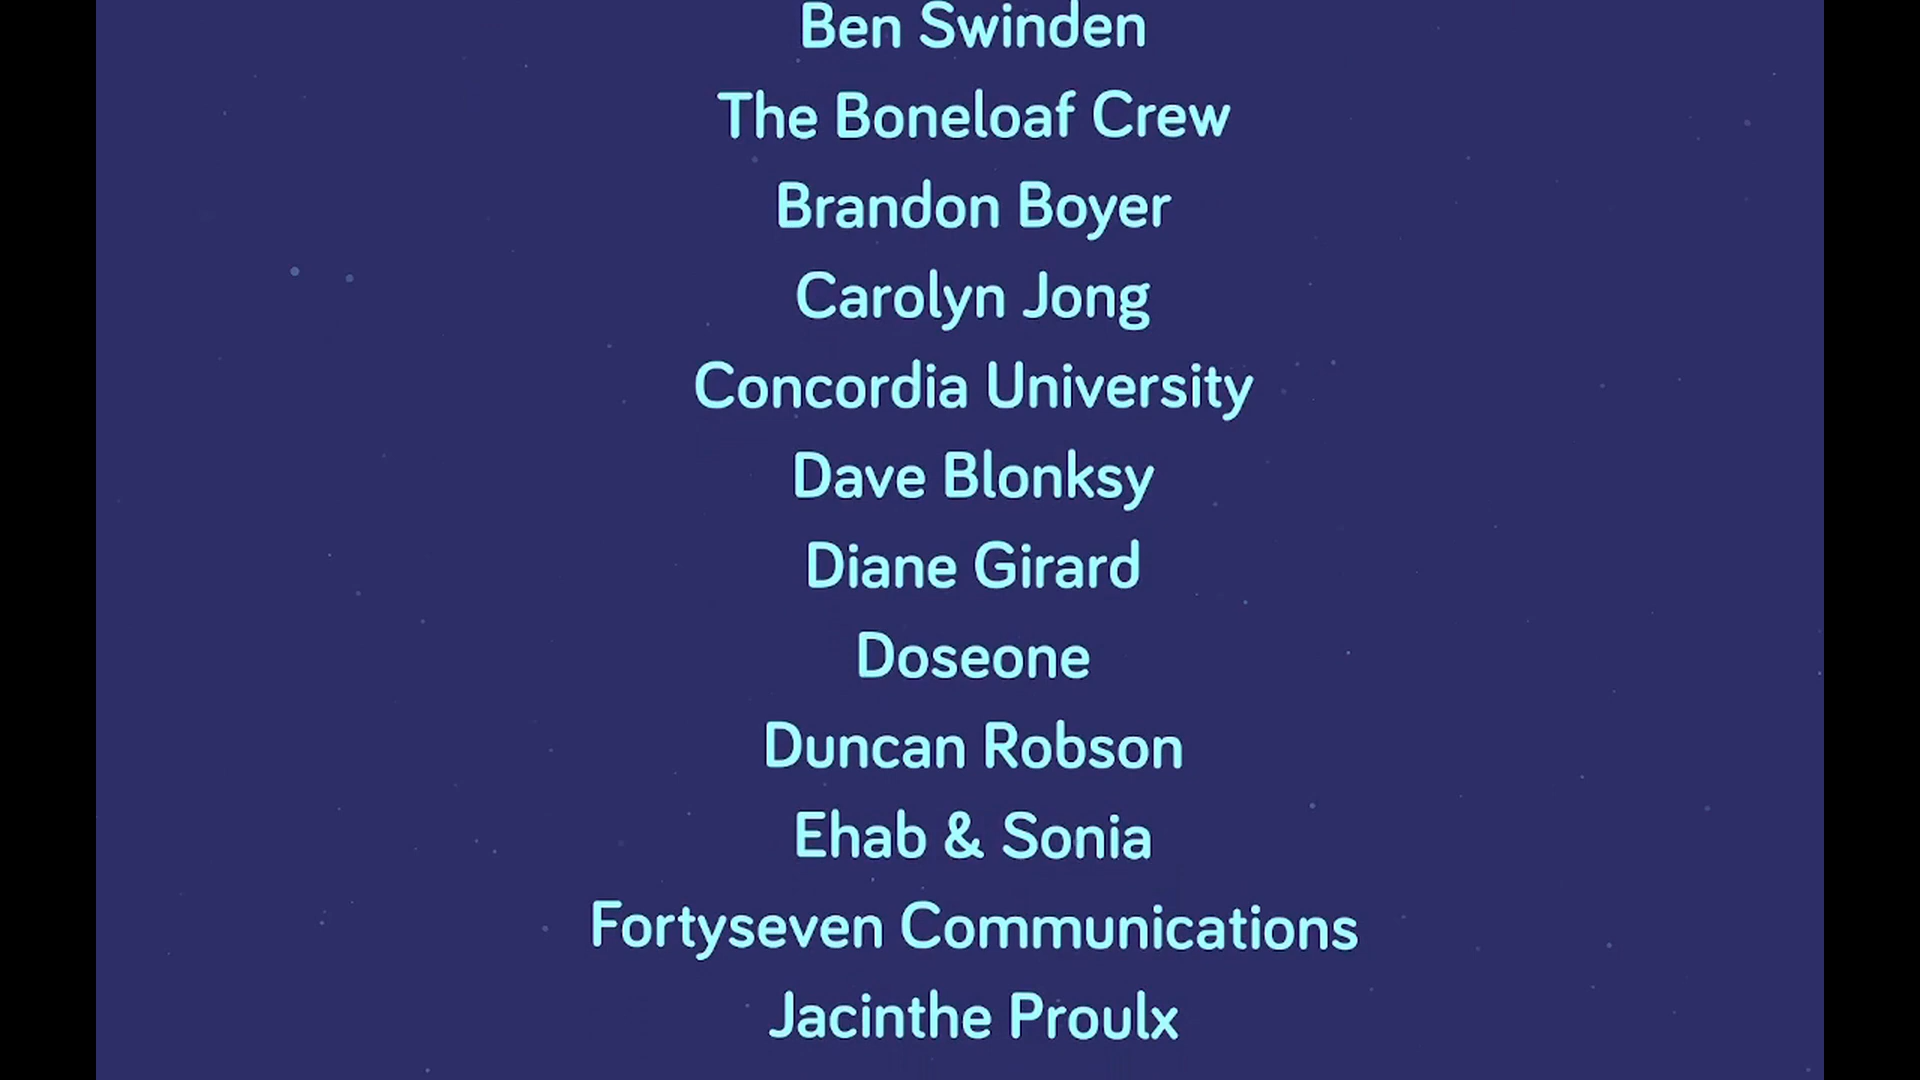 Ben Swinden
The Boneloaf Crew
Brandon Boyer
Carolyn Jong
Concordia University
Dave Blonksy
Diane Girard
Doseone
Duncan Robson
Ehab & Sonia
Fortyseven Communications
Jacinthe Proulx